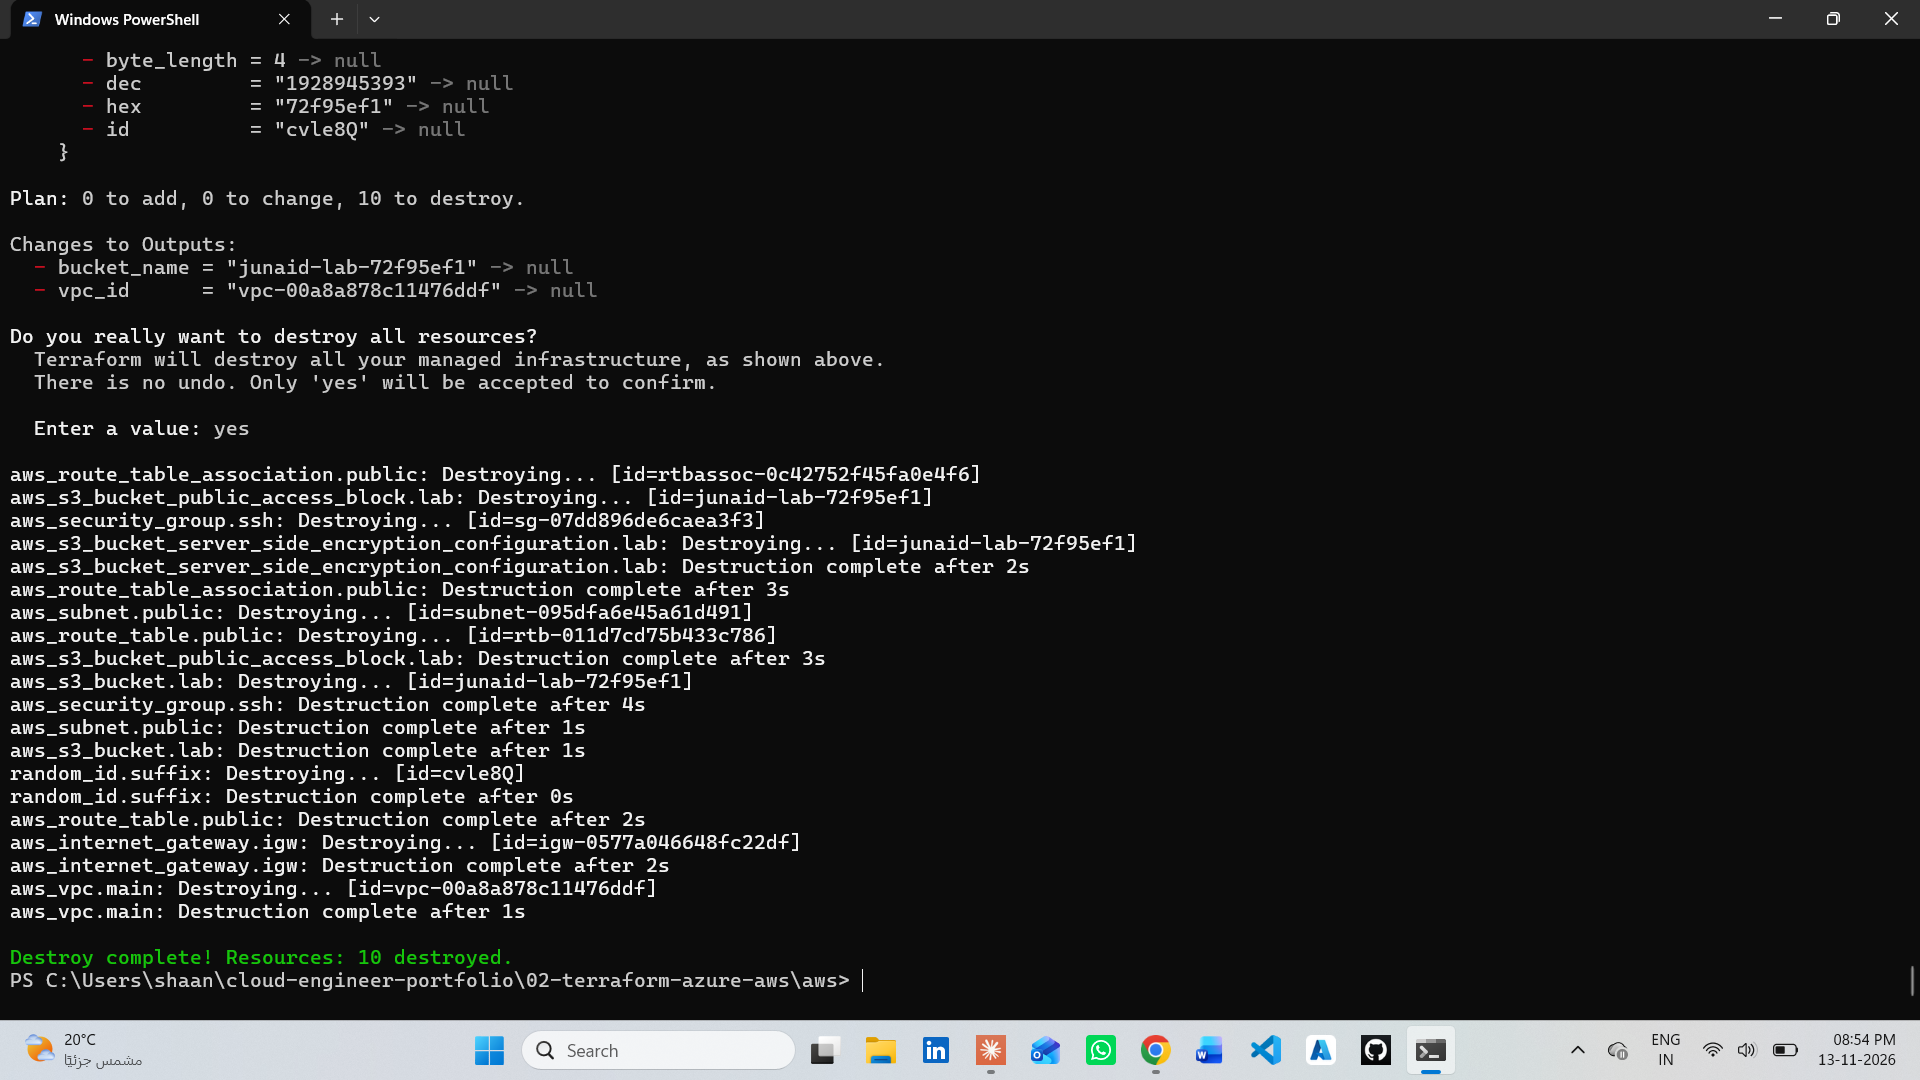 Windows PowerShell
- byte_length = 4 -> null
- dec         = "1928945393" -> null
- hex         = "72f95ef1" -> null
- id          = "cvle8Q" -> null
}
Plan: 0 to add, 0 to change, 10 to destroy.
Changes to Outputs:
- bucket_name = "junaid-lab-72f95ef1" -> null
- vpc_id      = "vpc-00a8a878c11476ddf" -> null
Do you really want to destroy all resources?
Terraform will destroy all your managed infrastructure, as shown above.
There is no undo. Only 'yes' will be accepted to confirm.
Enter a value: yes
aws_route_table_association.public: Destroying... [id=rtbassoc-0c42752f45fa0e4f6]
aws_s3_bucket_public_access_block.lab: Destroying... [id=junaid-lab-72f95ef1]
aws_security_group.ssh: Destroying... [id=sg-07dd896de6caea3f3]
aws_s3_bucket_server_side_encryption_configuration.lab: Destroying... [id=junaid-lab-72f95ef1]
aws_s3_bucket_server_side_encryption_configuration.lab: Destruction complete after 2s
aws_route_table_association.public: Destruction complete after 3s
aws_subnet.public: Destroying... [id=subnet-095dfa6e45a61d491]
aws_route_table.public: Destroying... [id=rtb-011d7cd75b433c786]
aws_s3_bucket_public_access_block.lab: Destruction complete after 3s
aws_s3_bucket.lab: Destroying... [id=junaid-lab-72f95ef1]
aws_security_group.ssh: Destruction complete after 4s
aws_subnet.public: Destruction complete after 1s
aws_s3_bucket.lab: Destruction complete after 1s
random_id.suffix: Destroying... [id=cvle8Q]
random_id.suffix: Destruction complete after 0s
aws_route_table.public: Destruction complete after 2s
aws_internet_gateway.igw: Destroying... [id=igw-0577a046648fc22df]
aws_internet_gateway.igw: Destruction complete after 2s
aws_vpc.main: Destroying... [id=vpc-00a8a878c11476ddf]
aws_vpc.main: Destruction complete after 1s
Destroy complete! Resources: 10 destroyed.
PS C:\Users\shaan\cloud-engineer-portfolio\02-terraform-azure-aws\aws>
20°C
مشمس جزئيًا
Search
ENG
IN
08:54 PM
13-11-2026